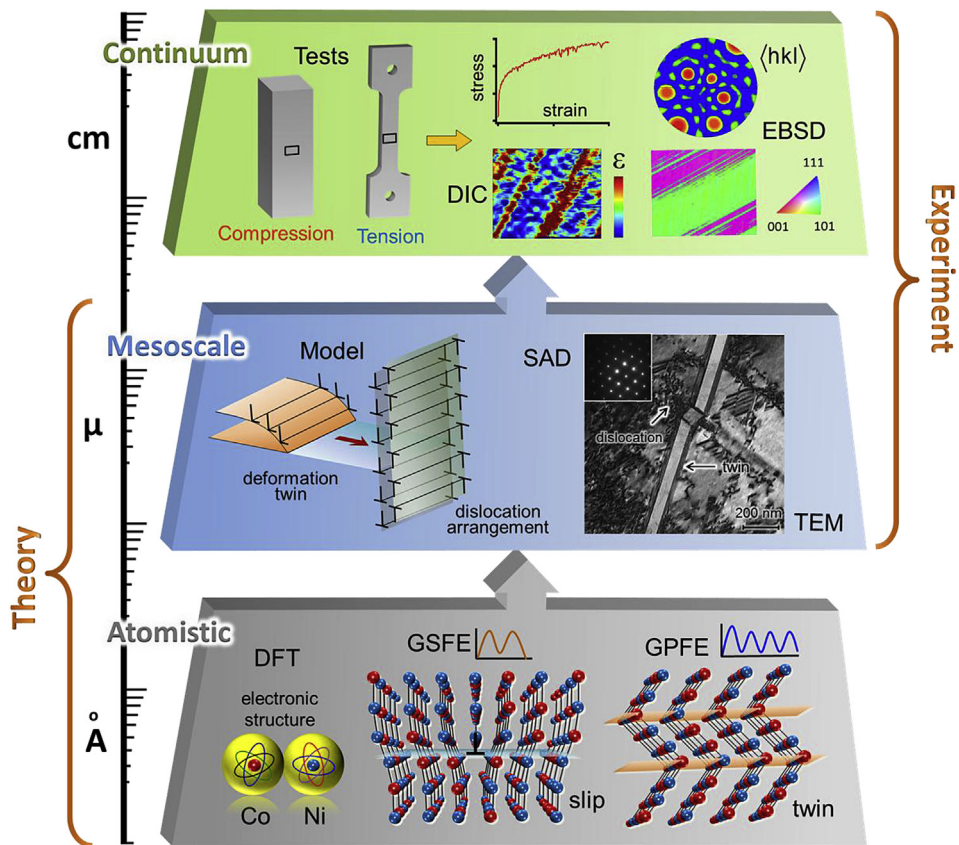 Continuum
Tests
stress
strain
⟨hkl⟩
EBSD
cm
DIC
ε
111
001
101
Compression
Tension
Experiment
Mesoscale
Model
SAD
μ
dislocation
deformation
twin
twin
dislocation
arrangement
200 nm
TEM
Theory
Atomistic
DFT
GSFE
GPFE
electronic
structure
Å
Co
Ni
slip
twin